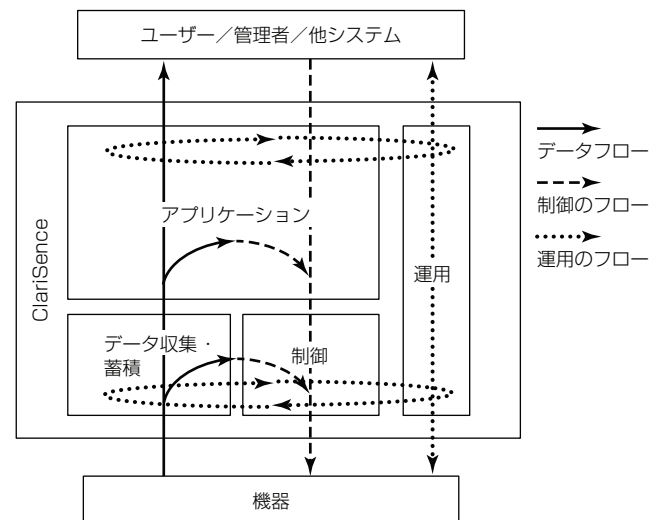 ユーザー／管理者／他システム
ClariSence
アプリケーション
データ収集・
蓄積
制御
運用
機器
データフロー
制御のフロー
運用のフロー